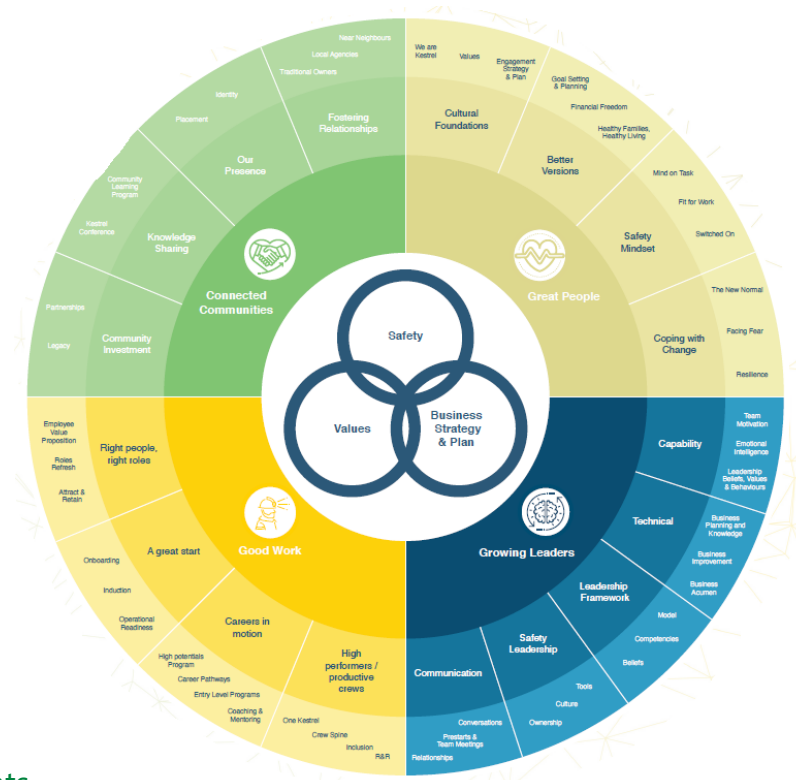 Near Neighbours
Local Agencies
Traditional Owners
Fostering
Relationships
Identity
Placement
Our
Presence
Community
Learning
Program
Kestrel
Conference
Knowledge
Sharing
Partnerships
Legacy
Community
Investment
Connected
Communities
We are
Kestrel
Values
Engagement
Strategy
& Plan
Cultural
Foundations
Goal Setting
& Planning
Financial Freedom
Healthy Families,
Healthy Living
Better
Versions
Mind on Task
Fit for Work
Switched On
Safety
Mindset
The New Normal
Facing Fear
Resilience
Coping with
Change
Great People
Safety
Values
Business
Strategy
& Plan
Employee
Value
Proposition
Roles
Refresh
Attract &
Retain
Right people,
right roles
Onboarding
Induction
Operational
Readiness
A great start
High potentials
Program
Career Pathways
Entry Level Programs
Coaching &
Mentoring
Careers in
motion
One Kestrel
Crew Spine
Inclusion
R&R
High
performers /
productive
crews
Good Work
Team
Motivation
Emotional
Intelligence
Leadership
Beliefs, Values
& Behaviours
Capability
Business
Planning and
Knowledge
Business
Improvement
Business
Acumen
Technical
Model
Competencies
Beliefs
Leadership
Framework
Tools
Culture
Ownership
Safety
Leadership
Conversations
Prestarts &
Team Meetings
Relationships
Communication
Growing Leaders